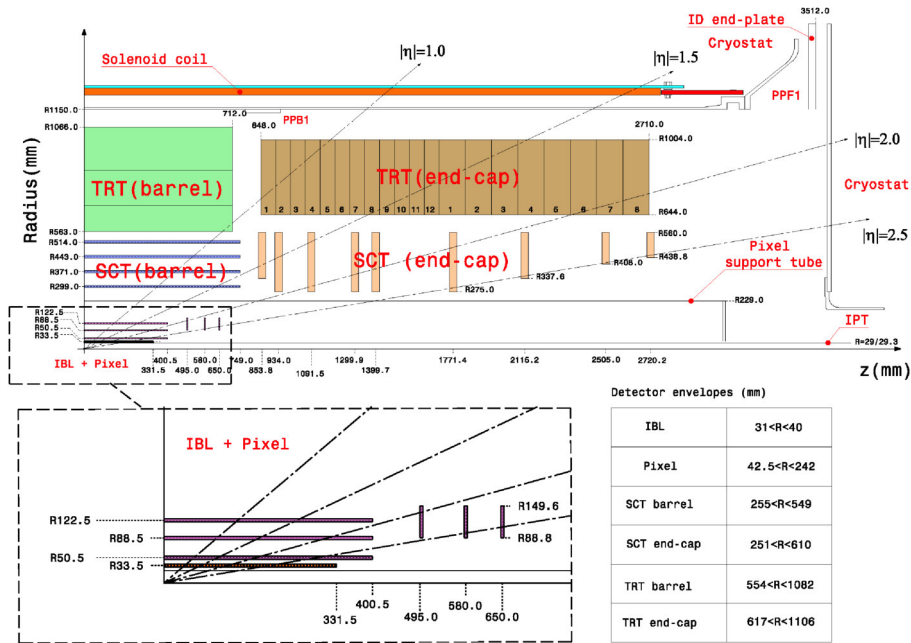 ID end-plate
3512.0
Cryostat
|η|=1.0
Solenoid coil
|η|=1.5
PPF1
R1150.0
712.0
PPB1
R1066.0
848.0
2710.0
R1004.0
|η|=2.0
TRT(barrel)
TRT(end-cap)
Cryostat
Radius(mm)
1 2 3 4 5 6 7 8 9 10 11 12 1 2 3 4 5 6 7 8
R644.0
R563.0
R560.0
|η|=2.5
R514.0
R443.0
R438.8
R408.0
Pixel
support tube
SCT(barrel)
SCT (end-cap)
R371.0
R337.6
R299.0
R275.0
R229.0
R122.5
R88.5
R50.5
R33.5
IPT
R=29/29.3
400.5 580.0 749.0 934.0 1299.9 1771.4 2115.2 2505.0 2720.2
331.5 495.0 650.0 853.8 1091.5 1399.7
IBL + Pixel
z(mm)
Detector envelopes (mm)
IBL 31<R<40
Pixel 42.5<R<242
SCT barrel 255<R<549
SCT end-cap 251<R<610
TRT barrel 554<R<1082
TRT end-cap 617<R<1106
IBL + Pixel
R122.5
R149.6
R88.5
R88.8
R50.5
R33.5
400.5 580.0
331.5 495.0 650.0